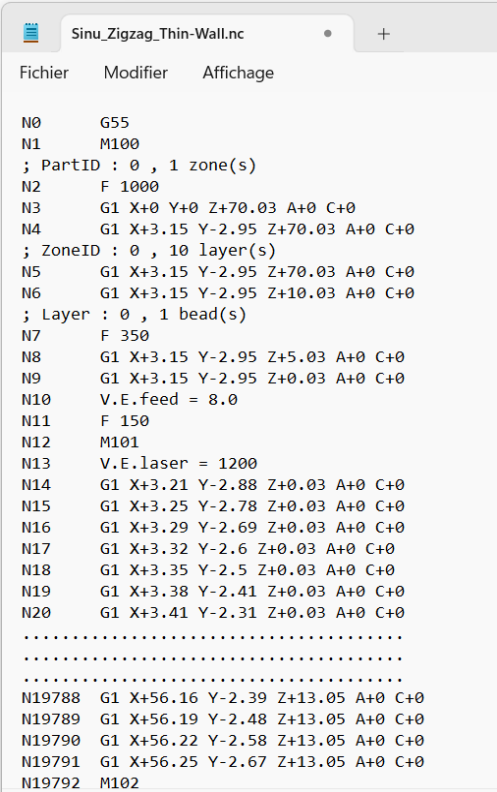 Sinu_Zigzag_Thin-Wall.nc
Fichier Modifier Affichage
N0 G55
N1 M100
; PartID : 0 , 1 zone(s)
N2 F 1000
N3 G1 X+0 Y+0 Z+70.03 A+0 C+0
N4 G1 X+3.15 Y-2.95 Z+70.03 A+0 C+0
; ZoneID : 0 , 10 layer(s)
N5 G1 X+3.15 Y-2.95 Z+70.03 A+0 C+0
N6 G1 X+3.15 Y-2.95 Z+10.03 A+0 C+0
; Layer : 0 , 1 bead(s)
N7 F 350
N8 G1 X+3.15 Y-2.95 Z+5.03 A+0 C+0
N9 G1 X+3.15 Y-2.95 Z+0.03 A+0 C+0
N10 V.E.feed = 8.0
N11 F 150
N12 M101
N13 V.E.laser = 1200
N14 G1 X+3.21 Y-2.88 Z+0.03 A+0 C+0
N15 G1 X+3.25 Y-2.78 Z+0.03 A+0 C+0
N16 G1 X+3.29 Y-2.69 Z+0.03 A+0 C+0
N17 G1 X+3.32 Y-2.6 Z+0.03 A+0 C+0
N18 G1 X+3.35 Y-2.5 Z+0.03 A+0 C+0
N19 G1 X+3.38 Y-2.41 Z+0.03 A+0 C+0
N20 G1 X+3.41 Y-2.31 Z+0.03 A+0 C+0
.......................................
.......................................
.......................................
N19788 G1 X+56.16 Y-2.39 Z+13.05 A+0 C+0
N19789 G1 X+56.19 Y-2.48 Z+13.05 A+0 C+0
N19790 G1 X+56.22 Y-2.58 Z+13.05 A+0 C+0
N19791 G1 X+56.25 Y-2.67 Z+13.05 A+0 C+0
N19792 M102